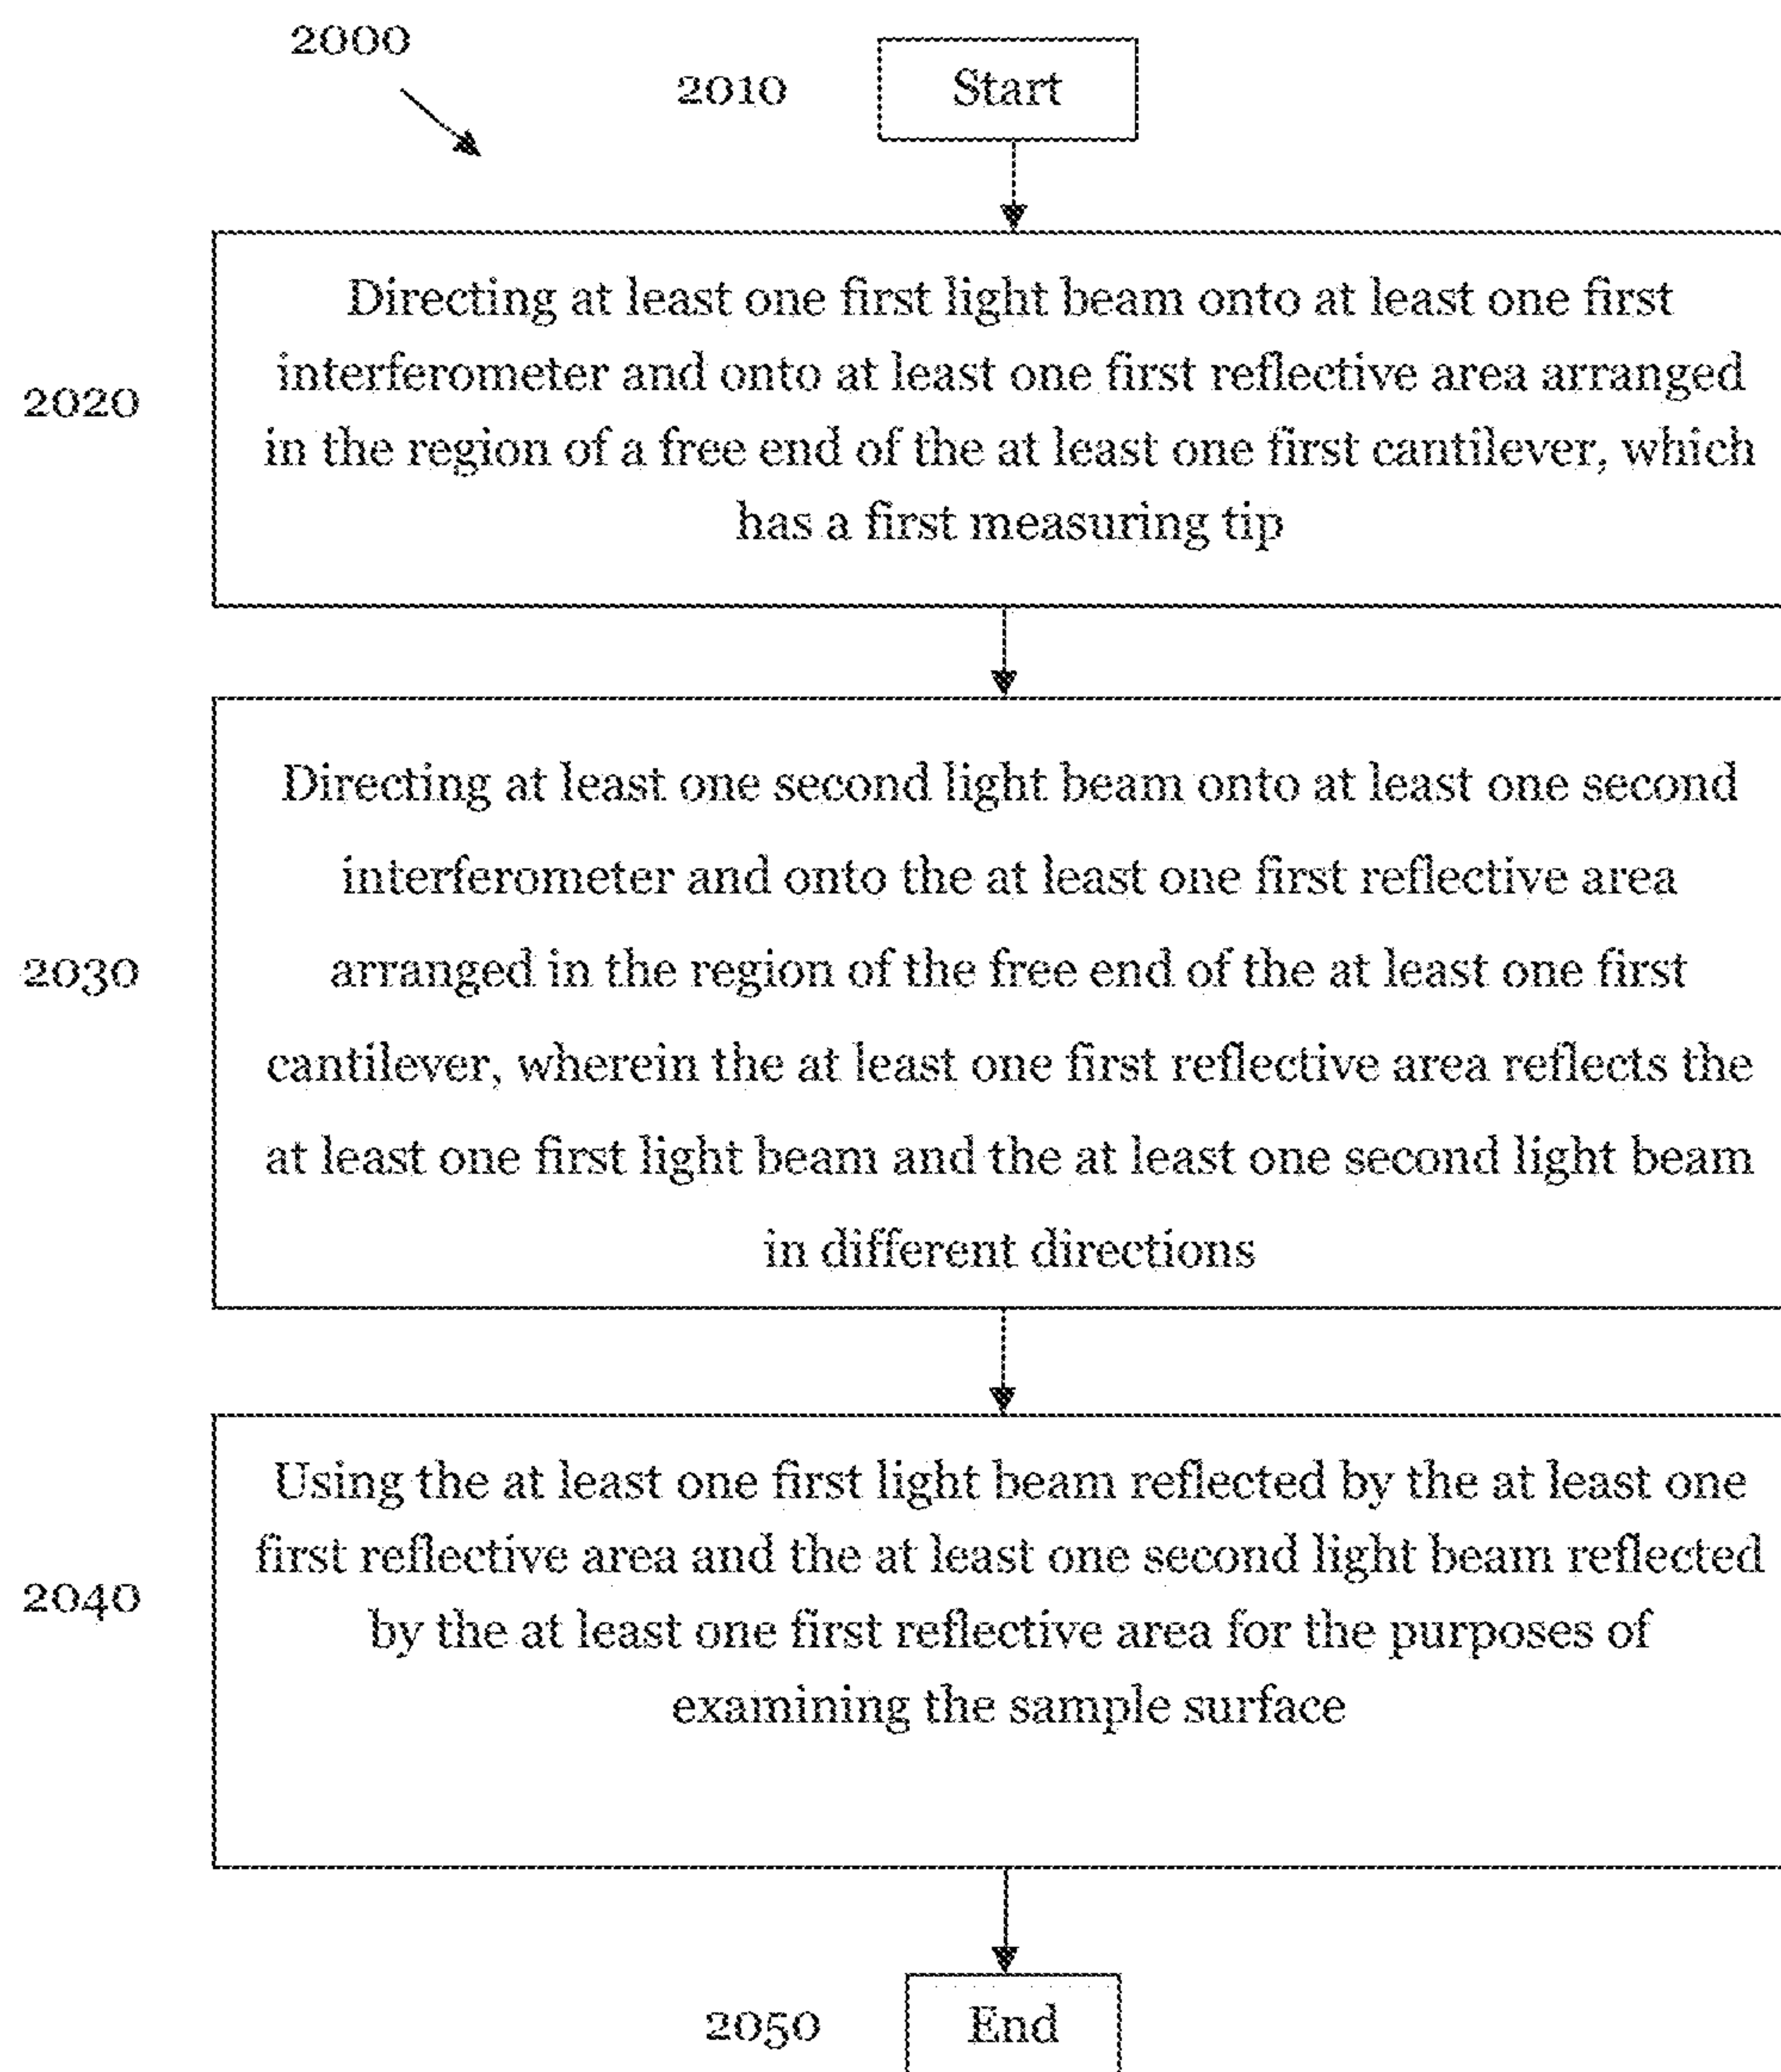 2000
2010
Start
2020
Directing at least one first light beam onto at least one first
interferometer and onto at least one first reflective area arranged
in the region of a free end of the at least one first cantilever, which
has a first measuring tip
2030
Directing at least one second light beam onto at least one second
interferometer and onto the at least one first reflective area
arranged in the region of the free end of the at least one first
cantilever, wherein the at least one first reflective area reflects the
at least one first light beam and the at least one second light beam
in different directions
2040
Using the at least one first light beam reflected by the at least one
first reflective area and the at least one second light beam reflected
by the at least one first reflective area for the purposes of
examining the sample surface
2050
End